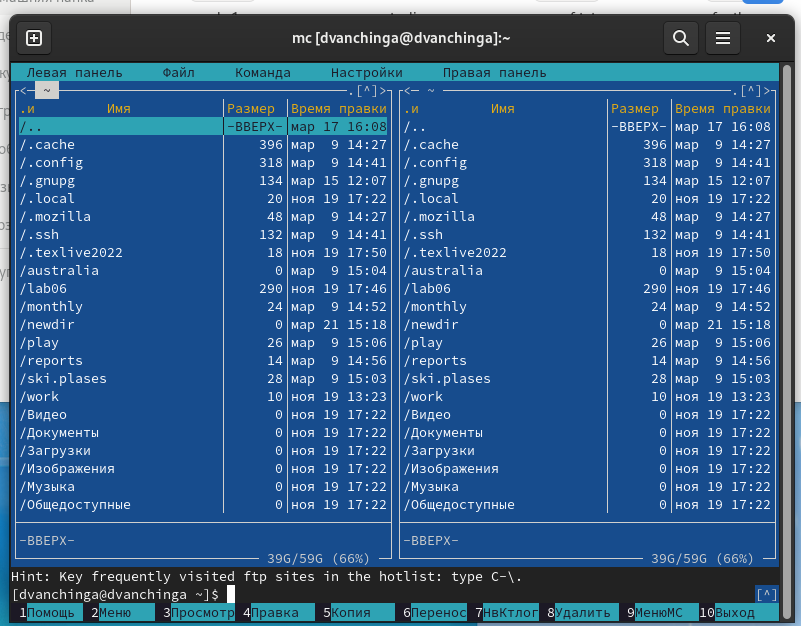 mc [dvanchinga@dvanchinga]:~
Левая панель Файл Команда Настройки Правая панель
<- ~ .[^]> <- ~ .[^]>
.и Имя Размер Время правки .и Имя Размер Время правки
/.. -ВВЕРХ- мар 17 16:08 /.. -ВВЕРХ- мар 17 16:08
/.cache 396 мар 9 14:27 /.cache 396 мар 9 14:27
/.config 318 мар 9 14:41 /.config 318 мар 9 14:41
/.gnupg 134 мар 15 12:07 /.gnupg 134 мар 15 12:07
/.local 20 ноя 19 17:22 /.local 20 ноя 19 17:22
/.mozilla 48 мар 9 14:27 /.mozilla 48 мар 9 14:27
/.ssh 132 мар 9 14:41 /.ssh 132 мар 9 14:41
/.texlive2022 18 ноя 19 17:50 /.texlive2022 18 ноя 19 17:50
/australia 0 мар 9 15:04 /australia 0 мар 9 15:04
/lab06 290 ноя 19 17:46 /lab06 290 ноя 19 17:46
/monthly 24 мар 9 14:52 /monthly 24 мар 9 14:52
/newdir 0 мар 21 15:18 /newdir 0 мар 21 15:18
/play 26 мар 9 15:06 /play 26 мар 9 15:06
/reports 14 мар 9 14:56 /reports 14 мар 9 14:56
/ski.plases 28 мар 9 15:03 /ski.plases 28 мар 9 15:03
/work 10 ноя 19 13:23 /work 10 ноя 19 13:23
/Видео 0 ноя 19 17:22 /Видео 0 ноя 19 17:22
/Документы 0 ноя 19 17:22 /Документы 0 ноя 19 17:22
/Загрузки 0 ноя 19 17:22 /Загрузки 0 ноя 19 17:22
/Изображения 0 ноя 19 17:22 /Изображения 0 ноя 19 17:22
/Музыка 0 ноя 19 17:22 /Музыка 0 ноя 19 17:22
/Общедоступные 0 ноя 19 17:22 /Общедоступные 0 ноя 19 17:22
-ВВЕРХ- -ВВЕРХ-
39G/59G (66%) 39G/59G (66%)
Hint: Key frequently visited ftp sites in the hotlist: type C-\.
[dvanchinga@dvanchinga ~]$ [^]
1Помощь 2Меню 3Просмотр 4Правка 5Копия 6Перенос 7НвКтлог 8Удалить 9МенюМС 10Выход